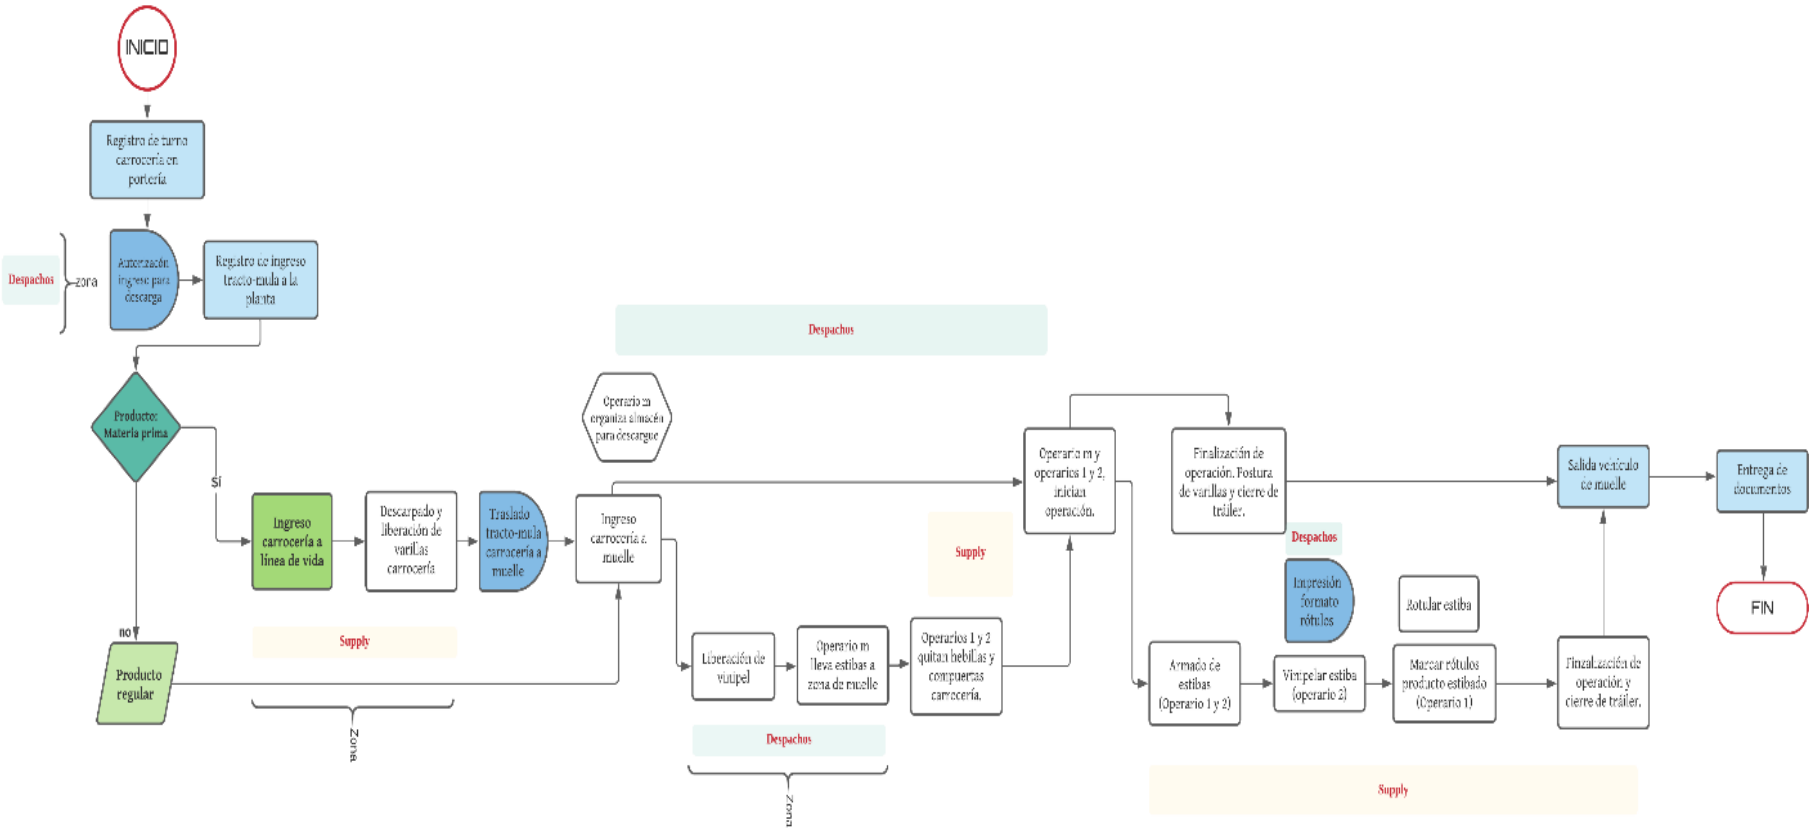 INICIO
Registro de turno
carrocería en
portería
Despachos
zona
Autorizacón
ingreso para
descarga
Registro de ingreso
tracto-mula a la
planta
Despachos
Producto:
Materia prima
Sí
no
Producto
regular
Ingreso
carrocería a
línea de vida
Descarpado y
liberación de
varillas
carrocería
Traslado
tracto-mula
carrocería a
muelle
Supply
Zona
Operario m
organiza almacén
para descargue
Ingreso
carrocería a
muelle
Liberación de
vinipel
Operario m
lleva estibas a
zona de muelle
Operarios 1 y 2
quitan hebillas y
compuertas
carrocería.
Despachos
Zona
Supply
Operario m y
operarios 1 y 2,
inician
operación.
Finalización de
operación. Postura
de varillas y cierre de
tráiler.
Despachos
Impresión
formato
rótulos
Rotular estiba
Armado de
estibas
(Operario 1 y 2)
Vinipelar estiba
(operario 2)
Marcar rótulos
producto estibado
(Operario 1)
Finzalización de
operación y
cierre de tráiler.
Supply
Salida vehículo
de muelle
Entrega de
documentos
FIN